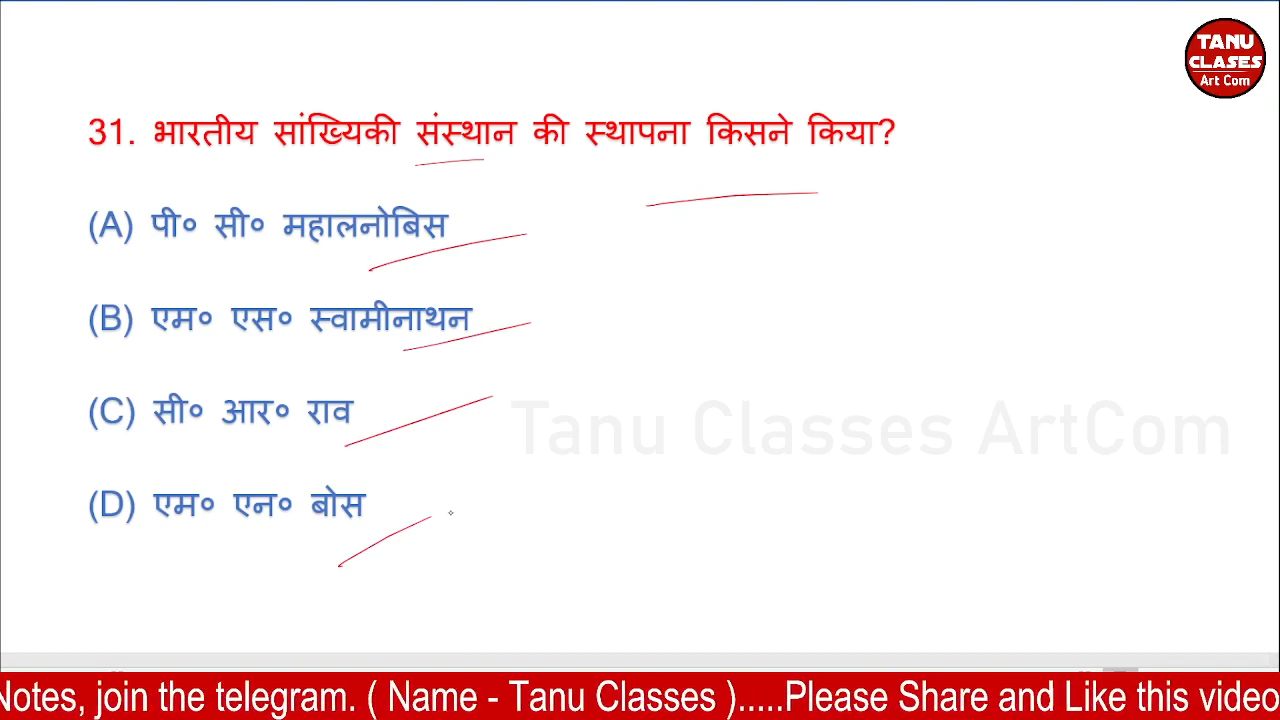 TANU
CLASES
Art Com
31. भारतीय सांख्यिकी संस्थान की स्थापना किसने किया?
(A) पी० सी० महालनोबिस
(B) एम० एस० स्वामीनाथन
(C) सी० आर० राव
Tanu Classes ArtCom
(D) एम० एन० बोस
Notes, join the telegram. ( Name - Tanu Classes ).....Please Share and Like this video